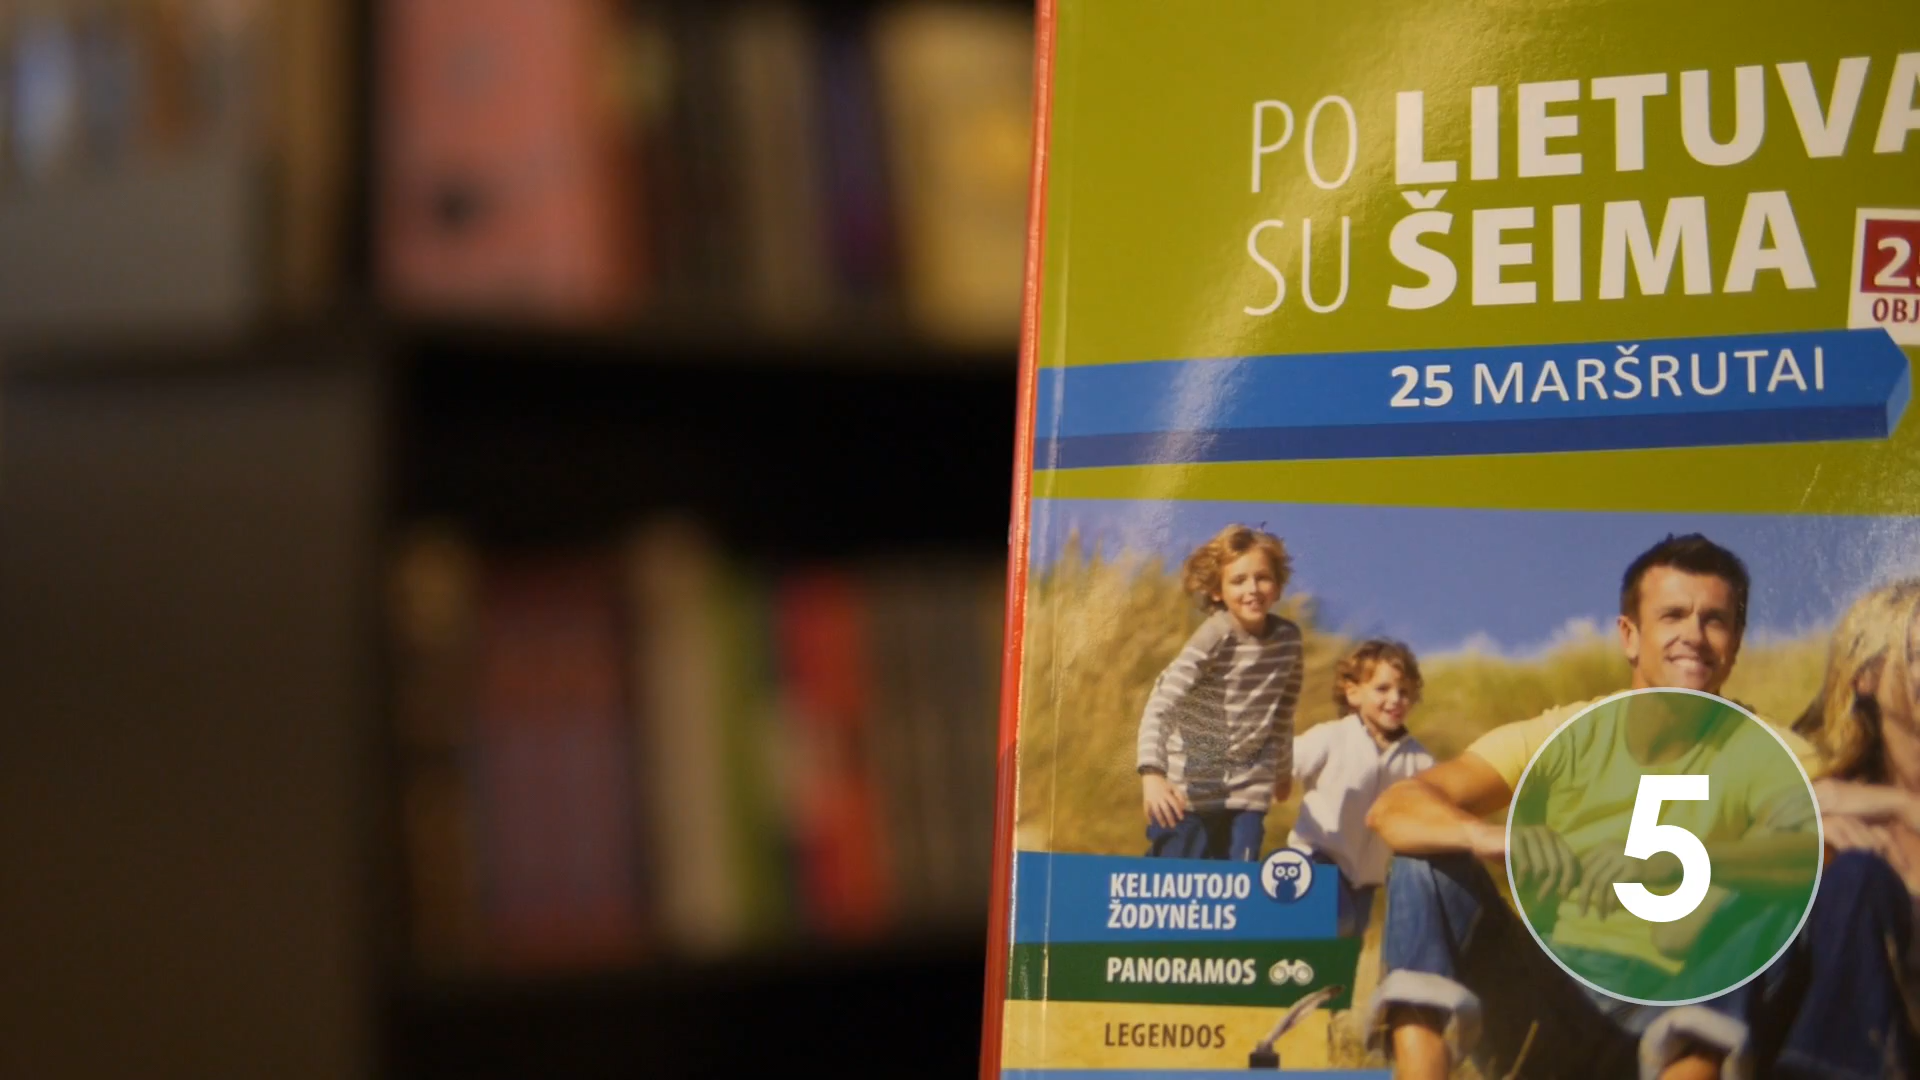 PO LIETUVA
SU ŠEIMA
25 MARŠRUTAI
KELIAUTOJO
ŽODYNĖLIS
PANORAMOS
LEGENDOS
5